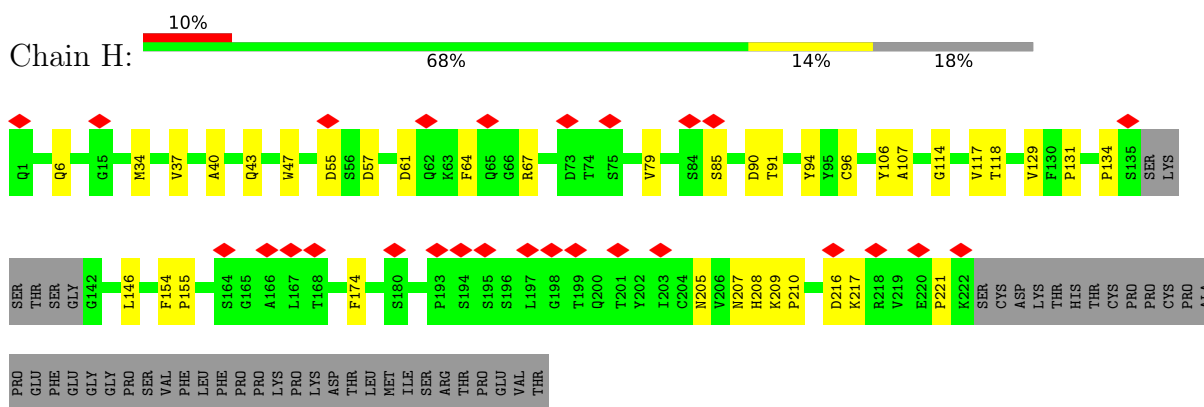 10%
Chain H:
68% 14% 18%
Q1 Q6 G15 M34 V37 A40 Q43 W47 D55 S56 D57 D61 Q62 K63 F64 Q65 G66 R67 D73 T74 S75 V79 S84 S85 D90 T91 Y94 Y95 C96 Y106 A107 G114 V117 T118 V129 F130 P131 P134 S135 SER LYS
SER THR SER GLY G142 L146 F154 P155 S164 G165 A166 L167 T168 F174 S180 P193 S194 S195 S196 L197 G198 T199 Q200 T201 Y202 I203 C204 N205 V206 N207 H208 K209 P210 D216 K217 R218 V219 E220 P221 K222 SER CYS ASP LYS THR HIS THR CYS PRO PRO CYS PRO ALA
PRO GLU PHE GLU GLY GLY PRO SER VAL PHE LEU PHE PRO PRO LYS PRO LYS ASP THR LEU MET ILE SER ARG THR PRO GLU VAL THR